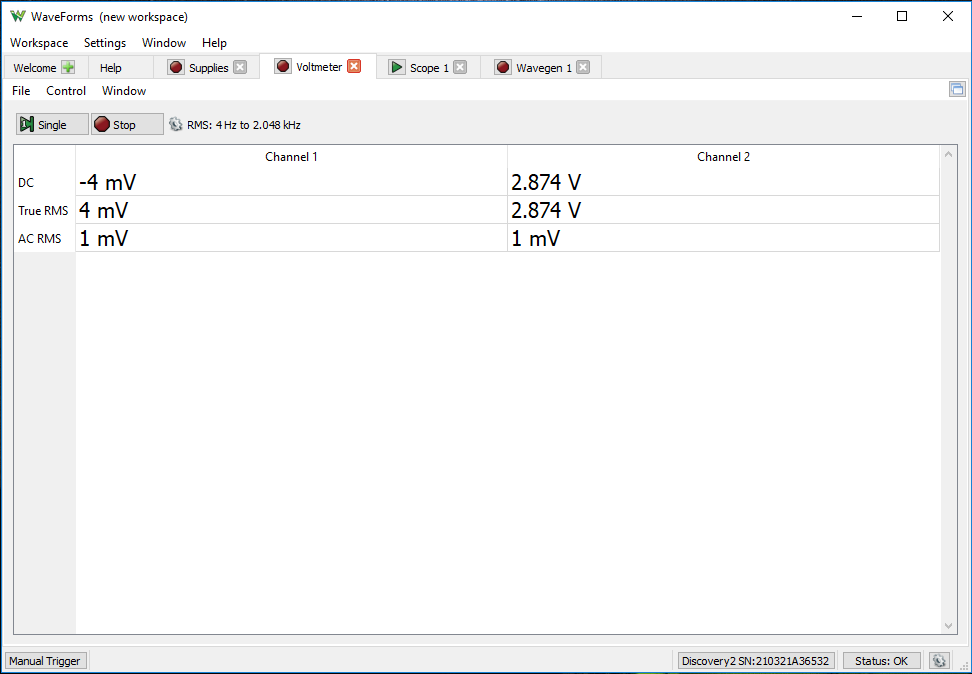 WaveForms (new workspace)
Workspace Settings Window Help
Welcome Help Supplies Voltmeter Scope 1 Wavegen 1
File Control Window
Single Stop RMS: 4 Hz to 2.048 kHz
Channel 1 Channel 2
DC -4 mV 2.874 V
True RMS 4 mV 2.874 V
AC RMS 1 mV 1 mV
Manual Trigger Discovery2 SN:210321A36532 Status: OK